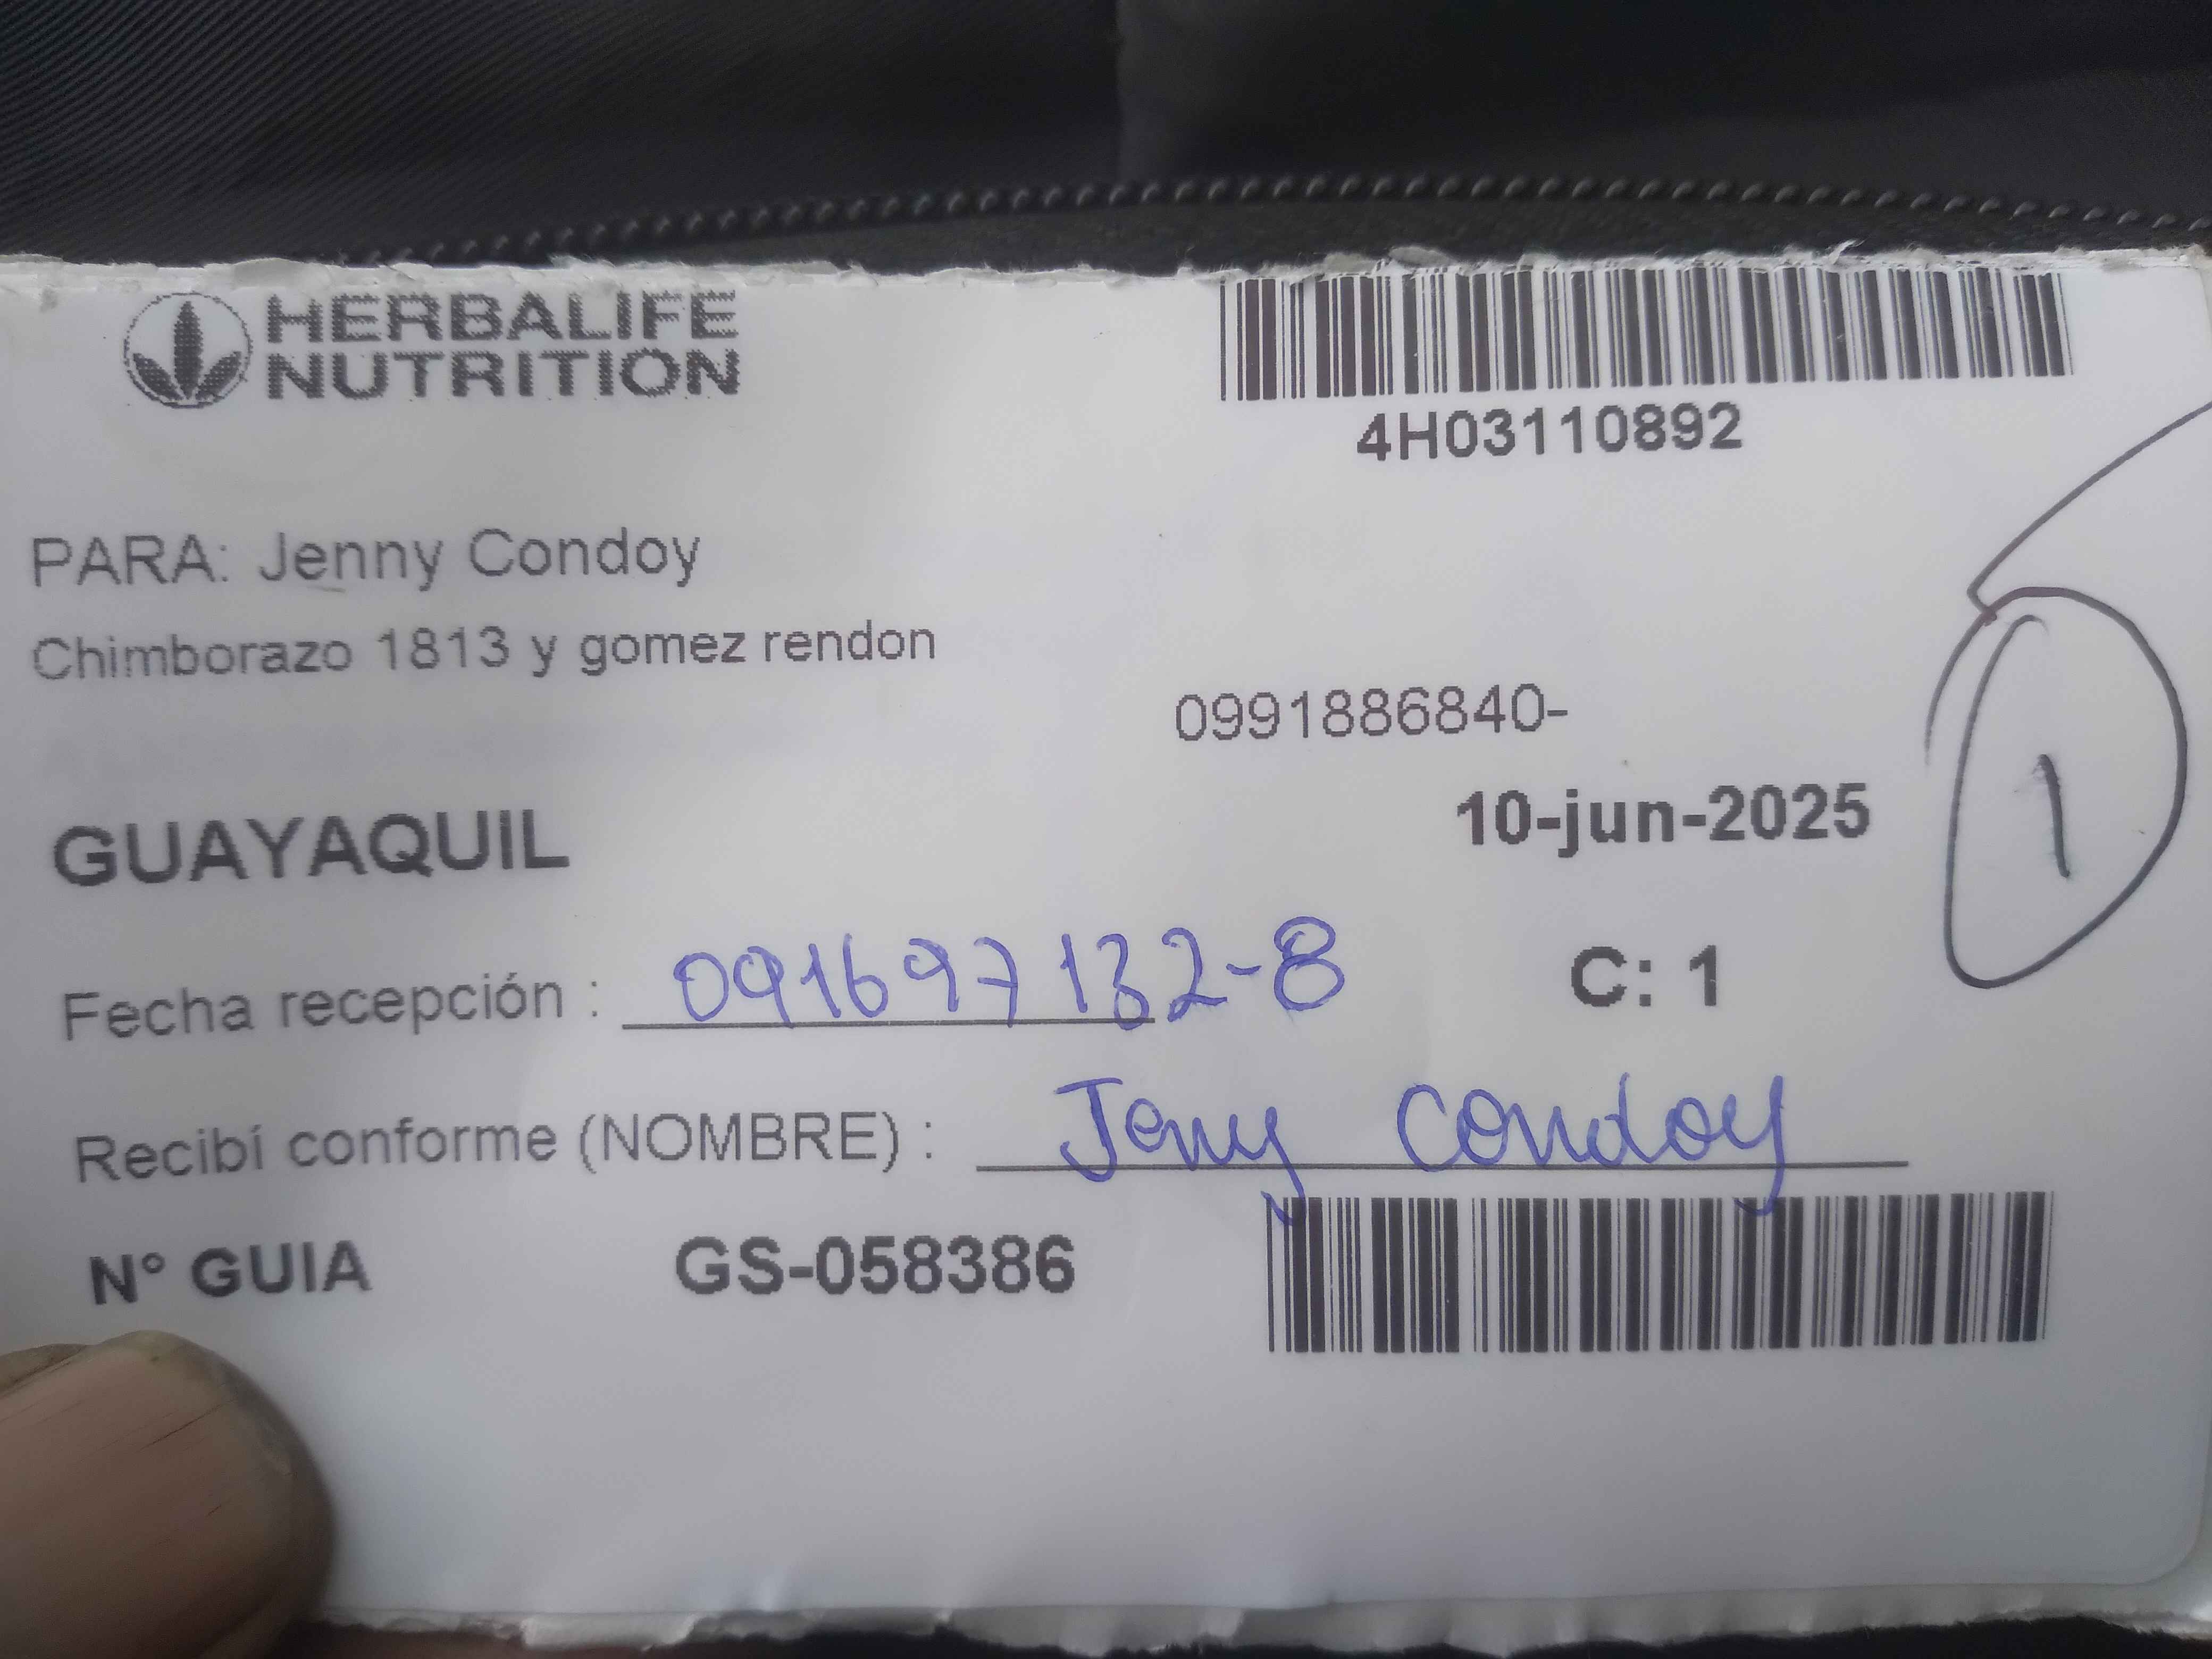 HERBALIFE
NUTRITION
4H03110892
PARA: Jenny Condoy
Chimborazo 1813 y gomez rendon
0991886840-
GUAYAQUIL
10-jun-2025
1
Fecha recepción : 091697132-8
C: 1
Recibí conforme (NOMBRE) : Jeny Condoy
N° GUIA GS-058386